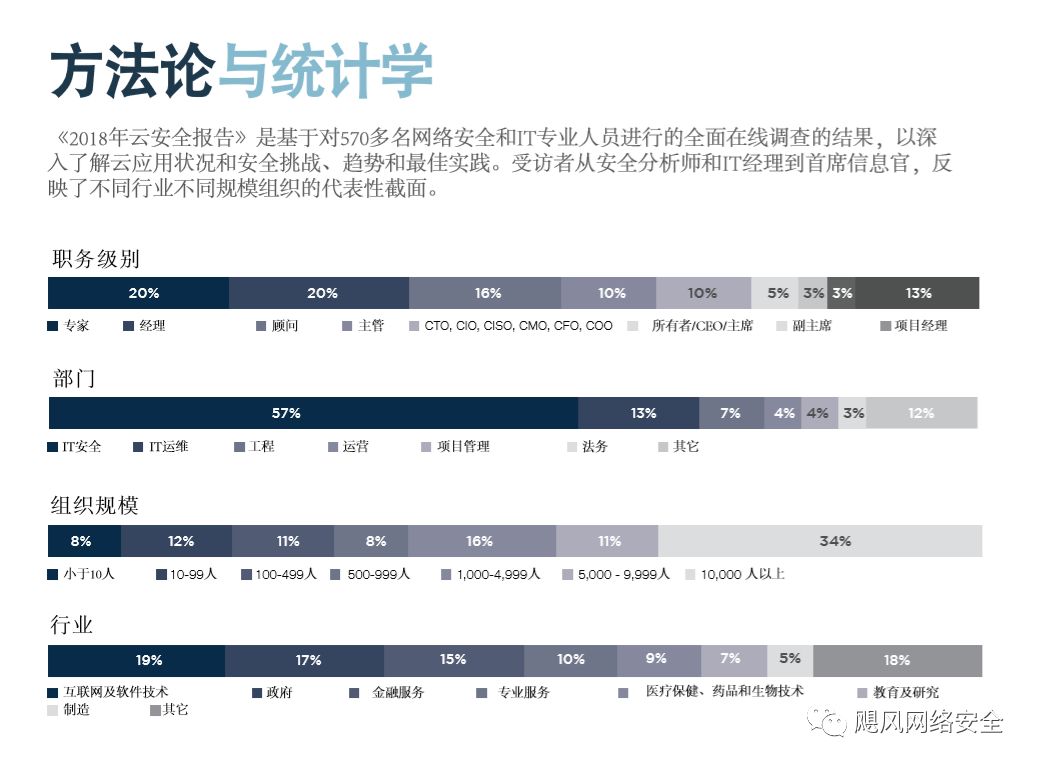 方法论与统计学
《2018年云安全报告》是基于对570多名网络安全和IT专业人员进行的全面在线调查的结果，以深
入了解云应用状况和安全挑战、趋势和最佳实践。受访者从安全分析师和IT经理到首席信息官，反
映了不同行业不同规模组织的代表性截面。
职务级别
20% 20% 16% 10% 10% 5% 3% 3% 13%
专家 经理 顾问 主管 CTO, CIO, CISO, CMO, CFO, COO 所有者/CEO/主席 副主席 项目经理
部门
57% 13% 7% 4% 4% 3% 12%
IT安全 IT运维 工程 运营 项目管理 法务 其它
组织规模
8% 12% 11% 8% 16% 11% 34%
小于10人 10-99人 100-499人 500-999人 1,000-4,999人 5,000 - 9,999人 10,000 人以上
行业
19% 17% 15% 10% 9% 7% 5% 18%
互联网及软件技术 政府 金融服务 专业服务 医疗保健、药品和生物技术 教育及研究
制造 其它
飓风网络安全